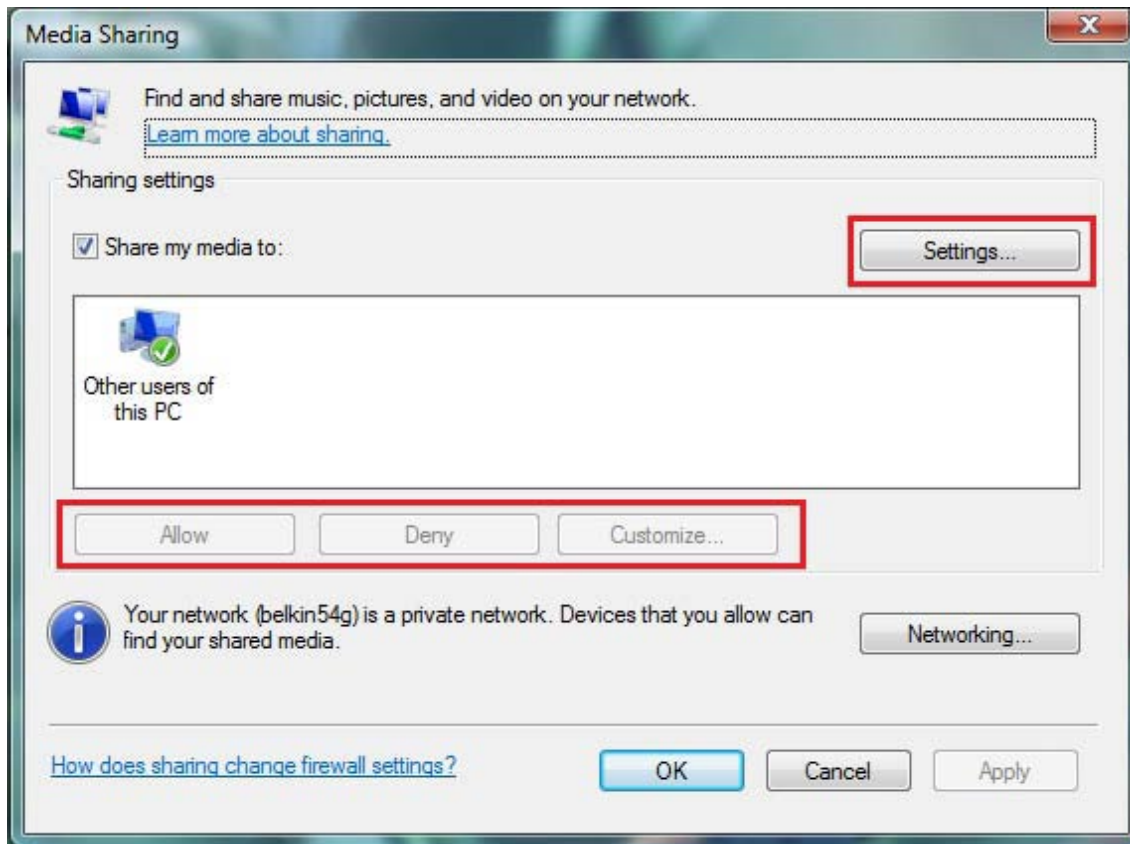 Media Sharing
Find and share music, pictures, and video on your network.
Learn more about sharing.
Sharing settings
Share my media to:
Settings...
Other users of
this PC
Allow
Deny
Customize...
Your network (belkin54g) is a private network. Devices that you allow can
find your shared media.
Networking...
How does sharing change firewall settings?
OK
Cancel
Apply